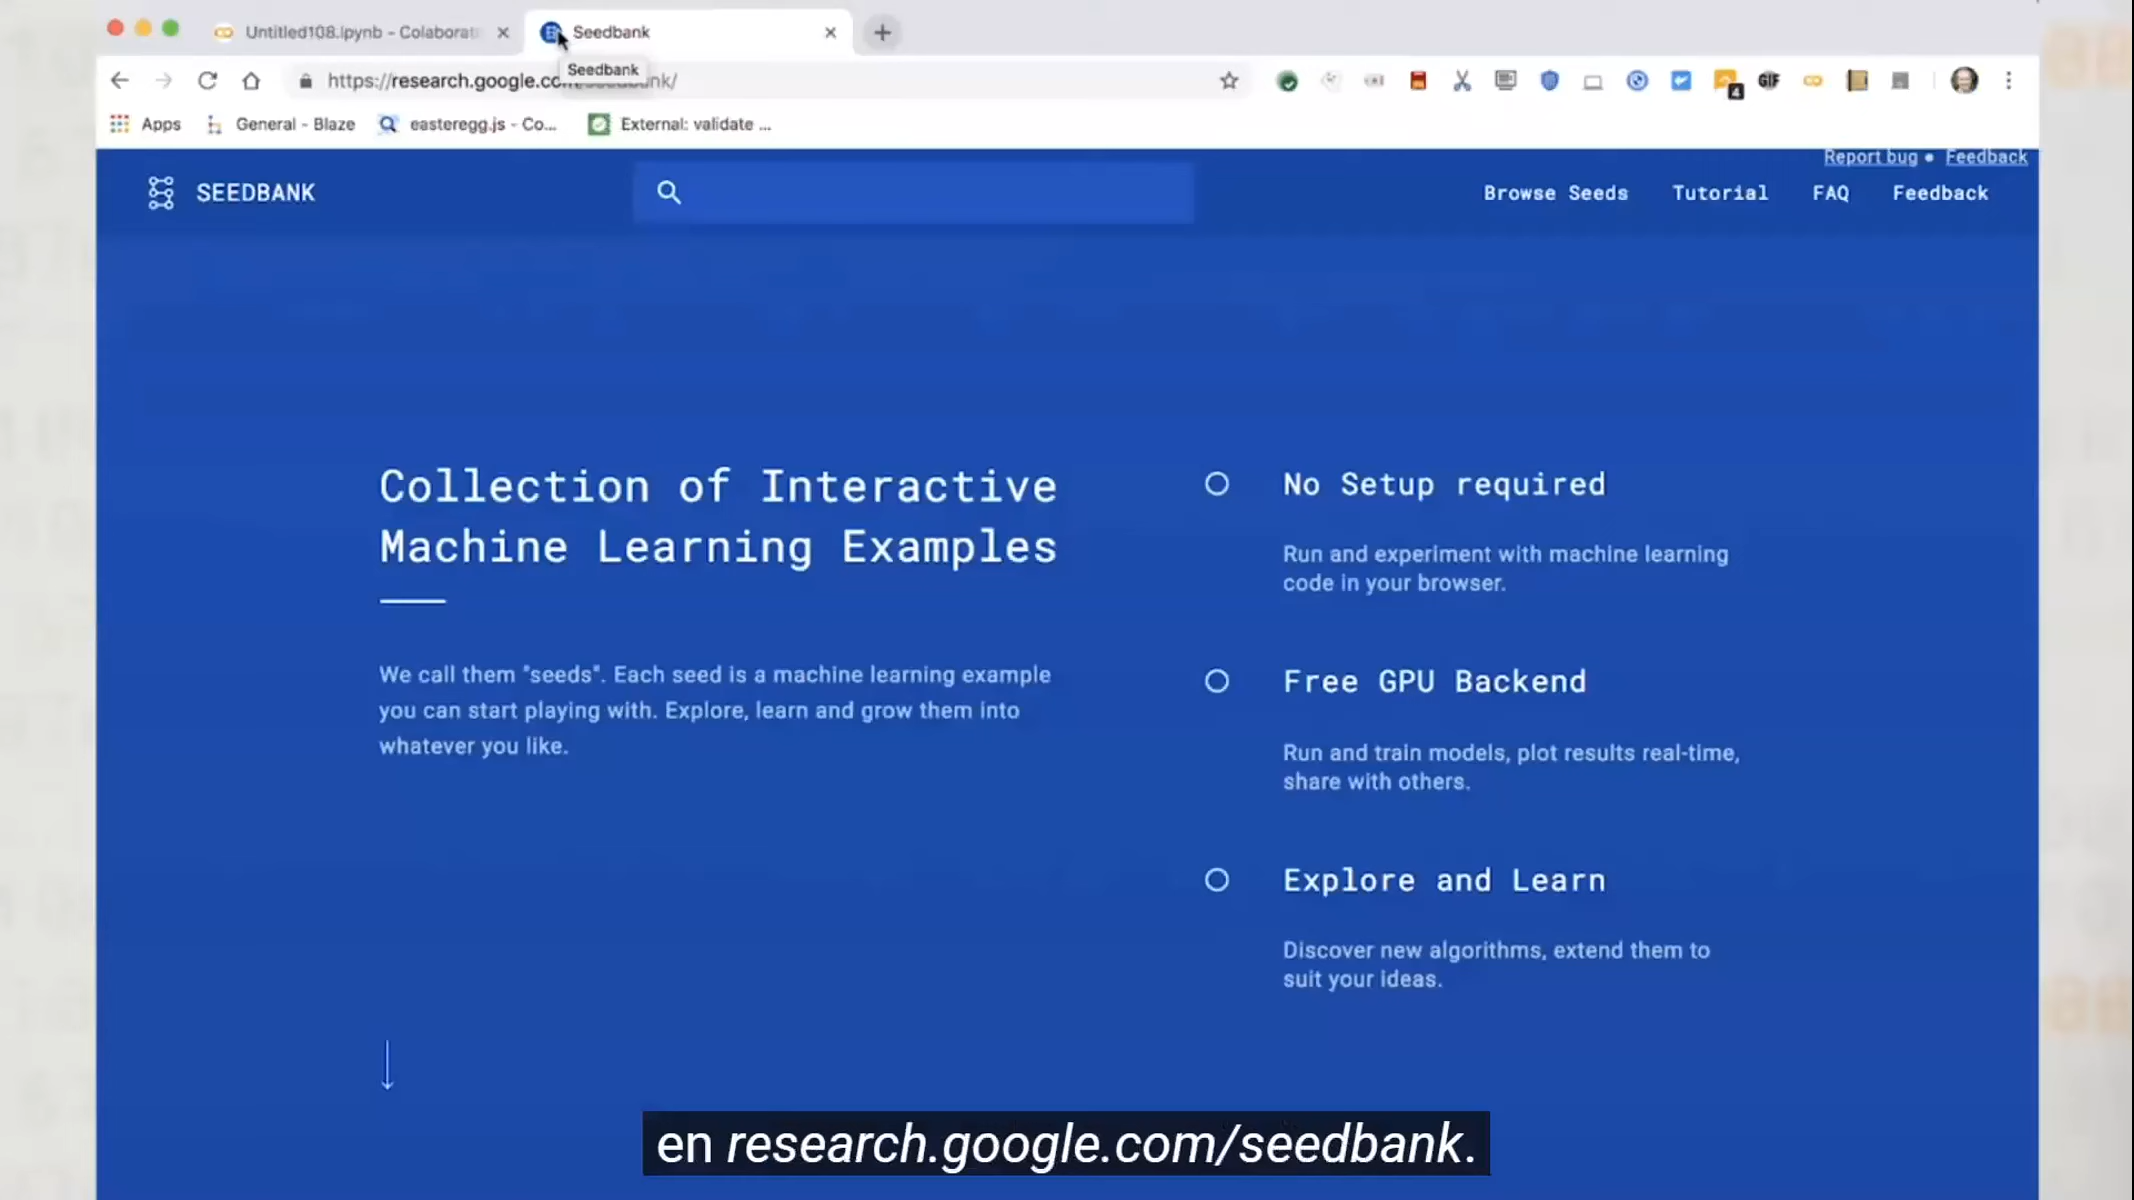 Untitled108.ipynb - Colaborat
Seedbank
Seedbank
https://research.google.com
nk/
4
GIF
Apps
General - Blaze
easteregg.js - Co...
External: validate ...
Report bug • Feedback
SEEDBANK
Browse Seeds
Tutorial
FAQ
Feedback
Collection of Interactive
Machine Learning Examples
We call them "seeds". Each seed is a machine learning example
you can start playing with. Explore, learn and grow them into
whatever you like.
No Setup required
Run and experiment with machine learning
code in your browser.
Free GPU Backend
Run and train models, plot results real-time,
share with others.
Explore and Learn
Discover new algorithms, extend them to
suit your ideas.
en research.google.com/seedbank.